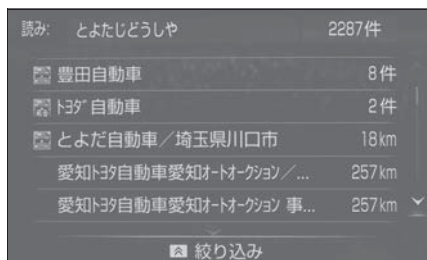 読み: とよたじどうしや 2287件
豊田自動車 8件
ﾄﾖﾀﾞ自動車 2件
とよだ自動車／埼玉県川口市 18km
愛知ﾄﾖﾀ自動車愛知ｵｰﾄｵｰｸｼｮﾝ／... 257km
愛知ﾄﾖﾀ自動車愛知ｵｰﾄｵｰｸｼｮﾝ 事... 257km
絞り込み